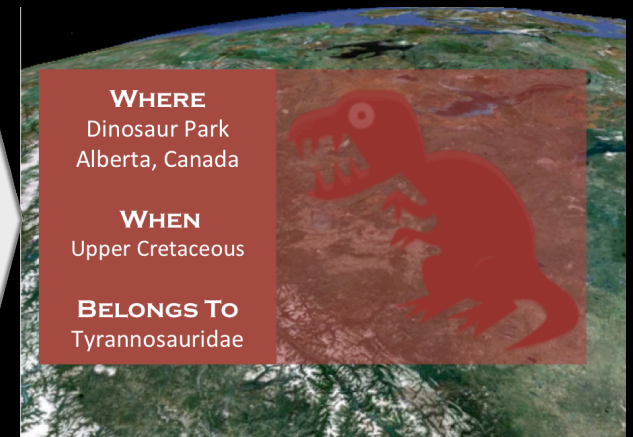 WHERE
Dinosaur Park
Alberta, Canada
WHEN
Upper Cretaceous
BELONGS TO
Tyrannosauridae